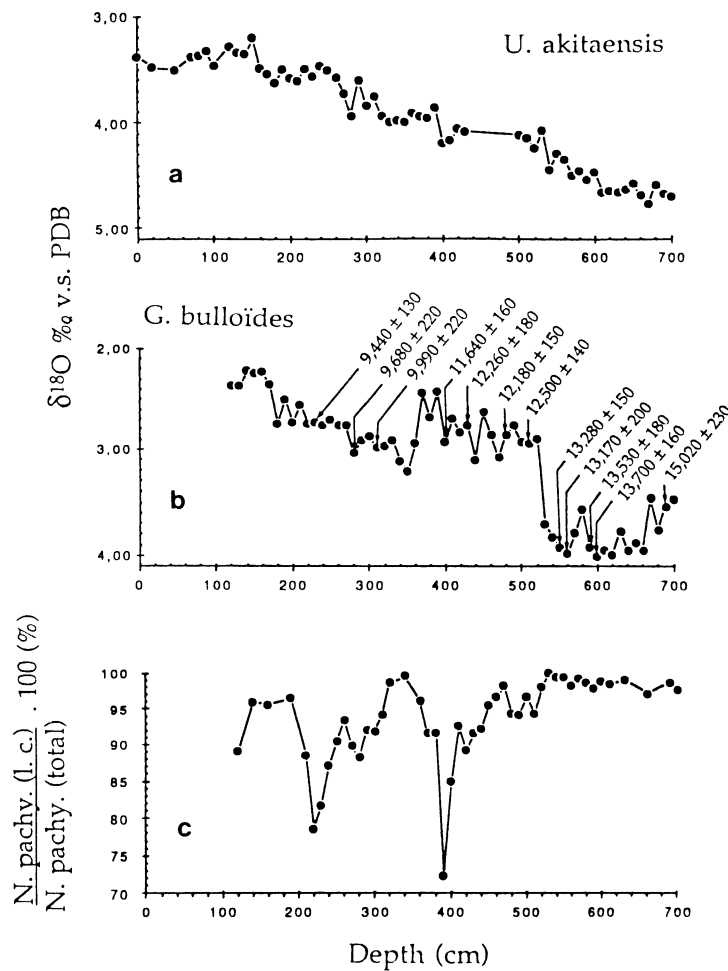 3,00
U. akitaensis
4,00
a
5,00
0 100 200 300 400 500 600 700
δ18O ‰ v.s. PDB
G. bulloïdes
9,440 ± 130
9,680 ± 220
9,990 ± 220
11,640 ± 160
12,260 ± 180
12,180 ± 150
12,500 ± 140
13,280 ± 150
13,170 ± 200
13,530 ± 180
13,700 ± 160
15,020 ± 230
2,00
3,00
b
4,00
0 100 200 300 400 500 600 700
N. pachy. (l. c.) . 100 (%)
N. pachy. (total)
100
95
90
85
80
c
75
70
0 100 200 300 400 500 600 700
Depth (cm)